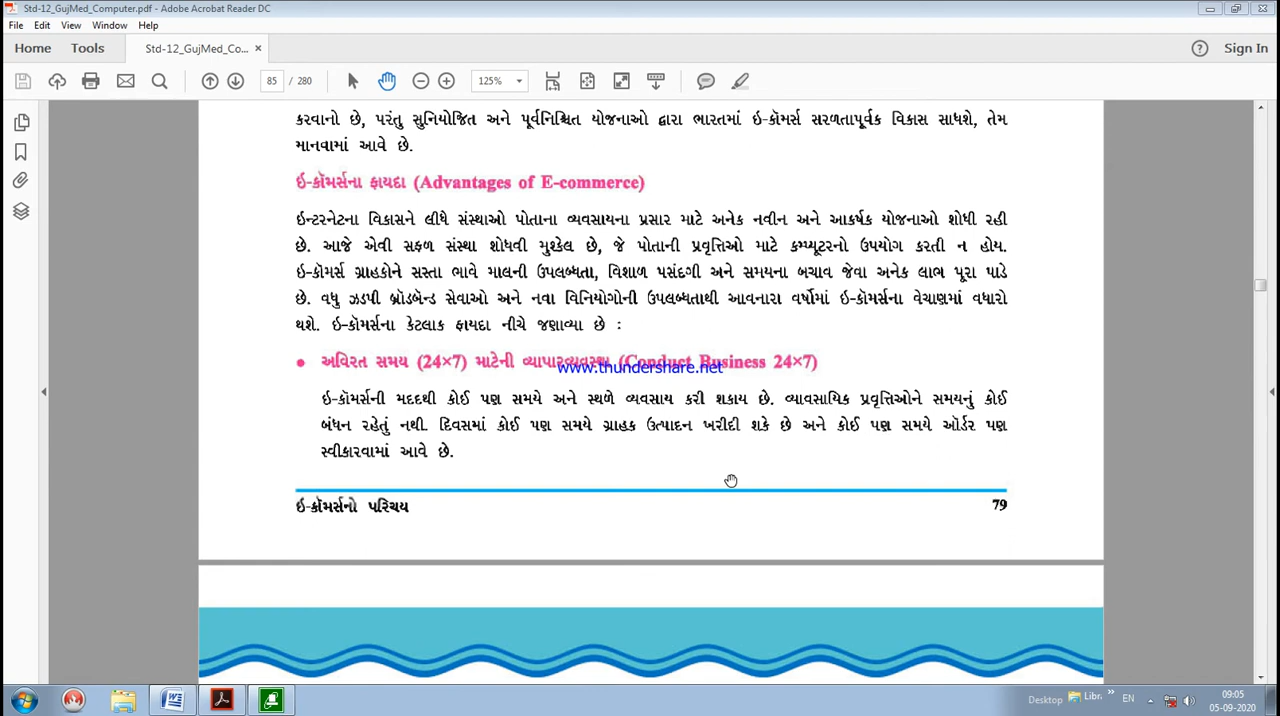 Std-12_GujMed_Computer.pdf - Adobe Acrobat Reader DC
File Edit View Window Help
Home Tools Std-12_GujMed_Co... × Sign In
85 / 280 125%
કરવાનો છે, પરંતુ સુનિયોજિત અને પૂર્વનિશ્ચિત યોજનાઓ દ્વારા ભારતમાં ઇ-કૉમર્સ સરળતાપૂર્વક વિકાસ સાધશે, તેમ
માનવામાં આવે છે.
ઇ-કૉમર્સના ફાયદા (Advantages of E-commerce)
ઇન્ટરનેટના વિકાસને લીધે સંસ્થાઓ પોતાના વ્યવસાયના પ્રસાર માટે અનેક નવીન અને આકર્ષક યોજનાઓ શોધી રહી
છે. આજે એવી સફળ સંસ્થા શોધવી મુશ્કેલ છે, જે પોતાની પ્રવૃત્તિઓ માટે કમ્પ્યૂટરનો ઉપયોગ કરતી ન હોય.
ઇ-કૉમર્સ ગ્રાહકોને સસ્તા ભાવે માલની ઉપલબ્ધતા, વિશાળ પસંદગી અને સમયના બચાવ જેવા અનેક લાભ પૂરા પાડે
છે. વધુ ઝડપી બ્રૉડબૅન્ડ સેવાઓ અને નવા વિનિયોગોની ઉપલબ્ધતાથી આવનારા વર્ષોમાં ઇ-કૉમર્સના વેચાણમાં વધારો
થશે. ઇ-કૉમર્સના કેટલાક ફાયદા નીચે જણાવ્યા છે :
• અવિરત સમય (24×7) માટેની વ્યાપારવ્યવસ્થા (Conduct Business 24×7)
www.thundershare.net
ઇ-કૉમર્સની મદદથી કોઈ પણ સમયે અને સ્થળે વ્યવસાય કરી શકાય છે. વ્યાવસાયિક પ્રવૃત્તિઓને સમયનું કોઈ
બંધન રહેતું નથી. દિવસમાં કોઈ પણ સમયે ગ્રાહક ઉત્પાદન ખરીદી શકે છે અને કોઈ પણ સમયે ઑર્ડર પણ
સ્વીકારવામાં આવે છે.
ઇ-કૉમર્સનો પરિચય 79
Desktop Libra » EN 09:05
05-09-2020